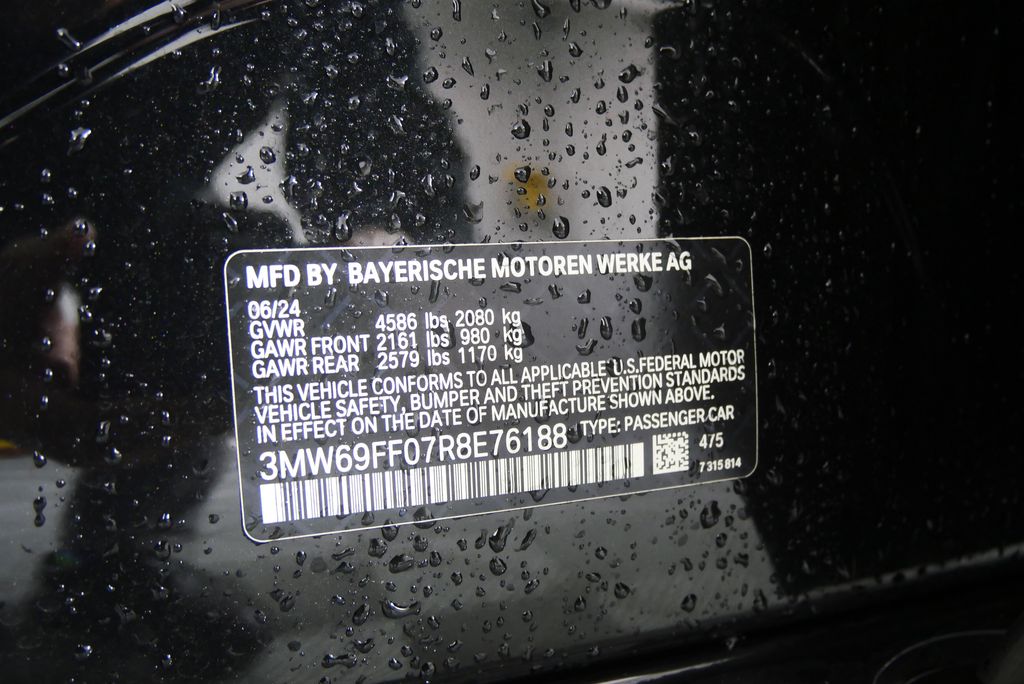 MFD BY BAYERISCHE MOTOREN WERKE AG
06/24
GVWR 4586 lbs 2080 kg
GAWR FRONT 2161 lbs 980 kg
GAWR REAR 2579 lbs 1170 kg
THIS VEHICLE CONFORMS TO ALL APPLICABLE U.S.FEDERAL MOTOR
VEHICLE SAFETY, BUMPER AND THEFT PREVENTION STANDARDS
IN EFFECT ON THE DATE OF MANUFACTURE SHOWN ABOVE.
3MW69FF07R8E76188 TYPE: PASSENGER CAR
475
7 315 814